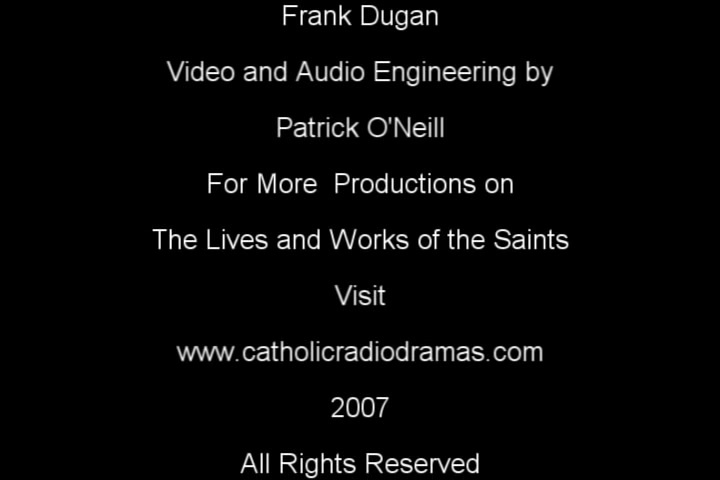 Frank Dugan
Video and Audio Engineering by
Patrick O'Neill
For More  Productions on
The Lives and Works of the Saints
Visit
www.catholicradiodramas.com
2007
All Rights Reserved